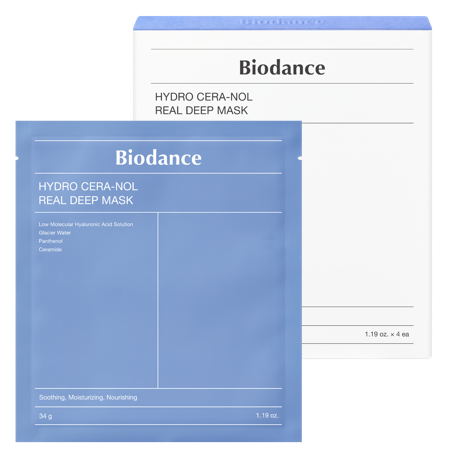 Biodance
Biodance
HYDRO CERA-NOL
REAL DEEP MASK
1.19 oz. × 4 ea
Biodance
HYDRO CERA-NOL
REAL DEEP MASK
Low Molecular Hyaluronic Acid Solution
Glacier Water
Panthenol
Ceramide
Soothing, Moisturizing, Nourishing
34 g
1.19 oz.